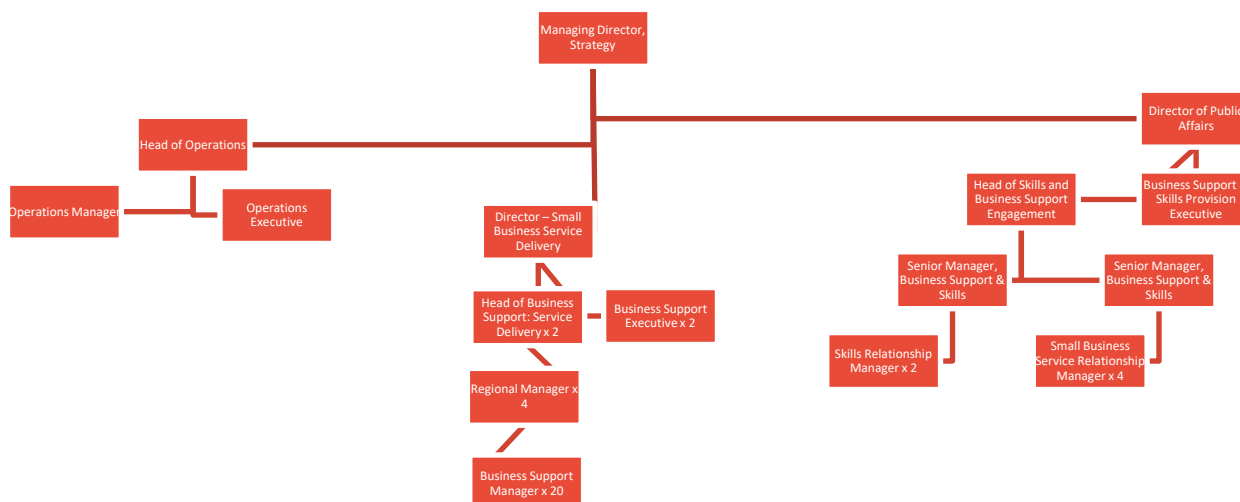 Managing Director,
Strategy
Director of Public
Affairs
Head of Operations
Operations Manager
Operations
Executive
Director – Small
Business Service
Delivery
Head of Skills and
Business Support
Engagement
Business Support
Skills Provision
Executive
Senior Manager,
Business Support &
Skills
Senior Manager,
Business Support &
Skills
Head of Business
Support: Service
Delivery x 2
Business Support
Executive x 2
Skills Relationship
Manager x 2
Small Business
Service Relationship
Manager x 4
Regional Manager x
4
Business Support
Manager x 20